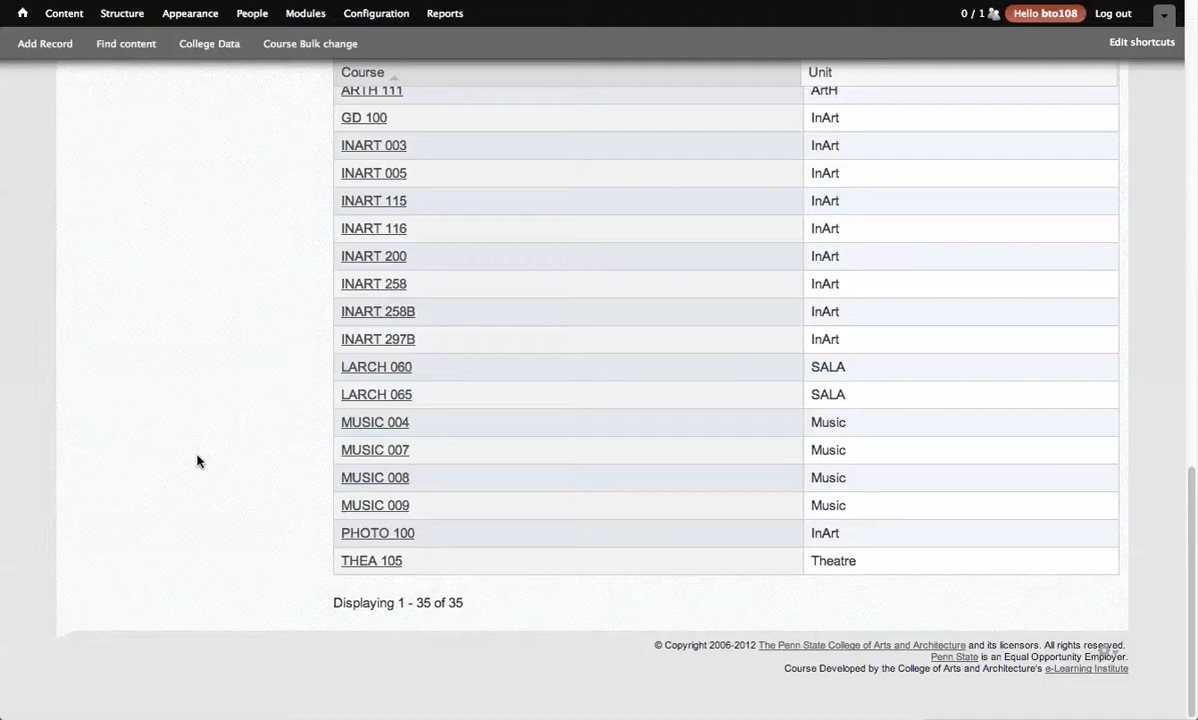 Content Structure Appearance People Modules Configuration Reports 0 / 1 Hello bto108 Log out
Add Record Find content College Data Course Bulk change Edit shortcuts
Course Unit
ARTH 111 ArtH
GD 100 InArt
INART 003 InArt
INART 005 InArt
INART 115 InArt
INART 116 InArt
INART 200 InArt
INART 258 InArt
INART 258B InArt
INART 297B InArt
LARCH 060 SALA
LARCH 065 SALA
MUSIC 004 Music
MUSIC 007 Music
MUSIC 008 Music
MUSIC 009 Music
PHOTO 100 InArt
THEA 105 Theatre
Displaying 1 - 35 of 35
© Copyright 2006-2012 The Penn State College of Arts and Architecture and its licensors. All rights reserved.
Penn State is an Equal Opportunity Employer.
Course Developed by the College of Arts and Architecture's e-Learning Institute